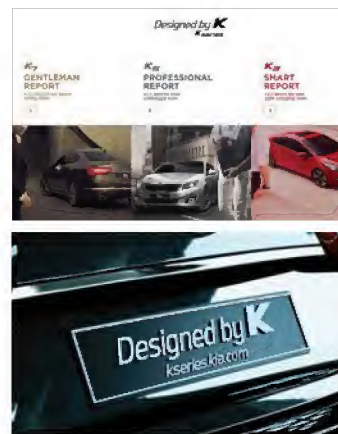 Designed by K
K series
K7
GENTLEMAN
REPORT
K5
PROFESSIONAL
REPORT
K3
SMART
REPORT
Designed by K
kseries.kia.com